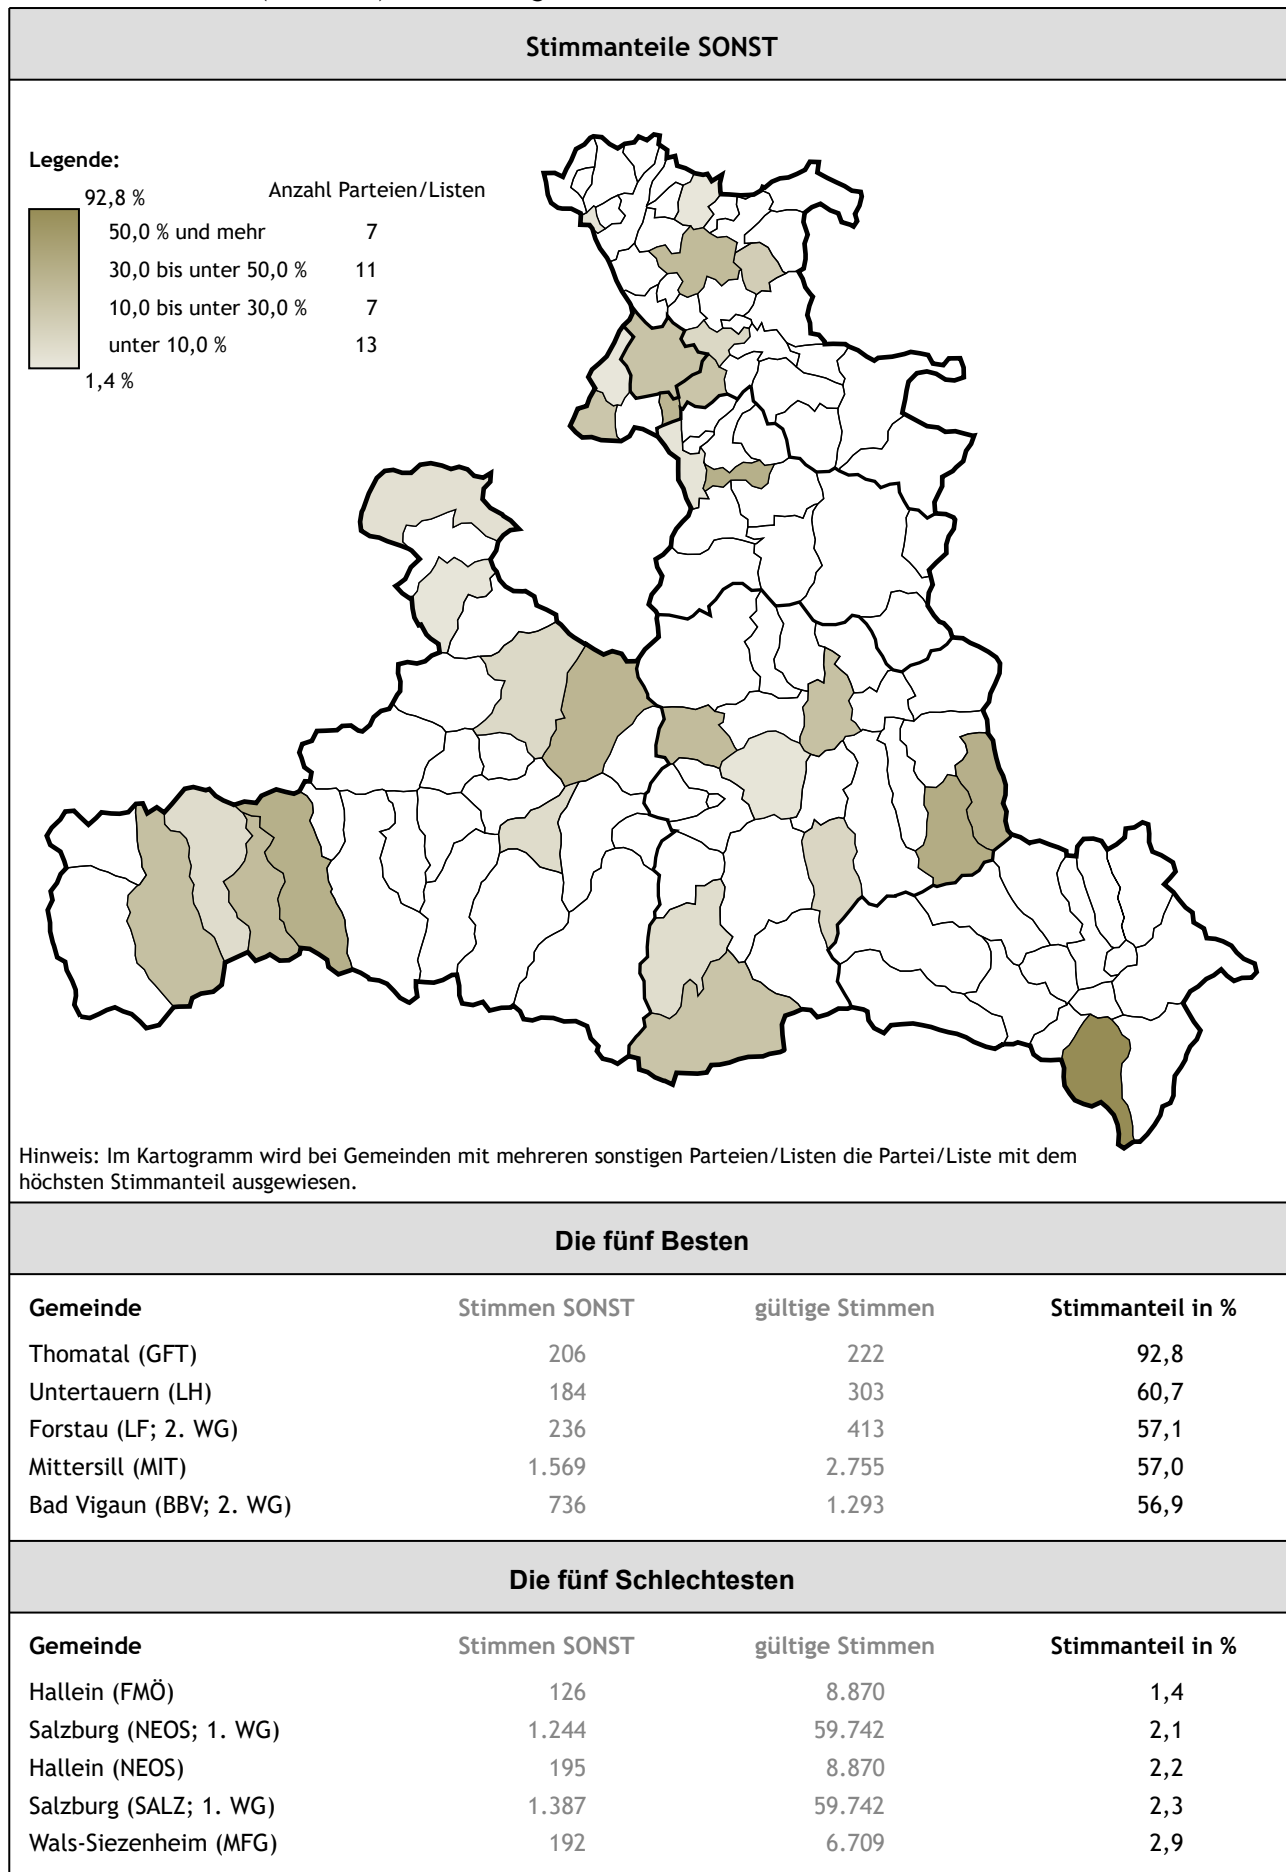 Stimmanteile SONST
Legende:
92,8 %
Anzahl Parteien/Listen
50,0 % und mehr 7
30,0 bis unter 50,0 % 11
10,0 bis unter 30,0 % 7
unter 10,0 % 13
1,4 %
Hinweis: Im Kartogramm wird bei Gemeinden mit mehreren sonstigen Parteien/Listen die Partei/Liste mit dem
höchsten Stimmanteil ausgewiesen.
Die fünf Besten
Gemeinde Stimmen SONST gültige Stimmen Stimmanteil in %
Thomatal (GFT) 206 222 92,8
Untertauern (LH) 184 303 60,7
Forstau (LF; 2. WG) 236 413 57,1
Mittersill (MIT) 1.569 2.755 57,0
Bad Vigaun (BBV; 2. WG) 736 1.293 56,9
Die fünf Schlechtesten
Gemeinde Stimmen SONST gültige Stimmen Stimmanteil in %
Hallein (FMÖ) 126 8.870 1,4
Salzburg (NEOS; 1. WG) 1.244 59.742 2,1
Hallein (NEOS) 195 8.870 2,2
Salzburg (SALZ; 1. WG) 1.387 59.742 2,3
Wals-Siezenheim (MFG) 192 6.709 2,9